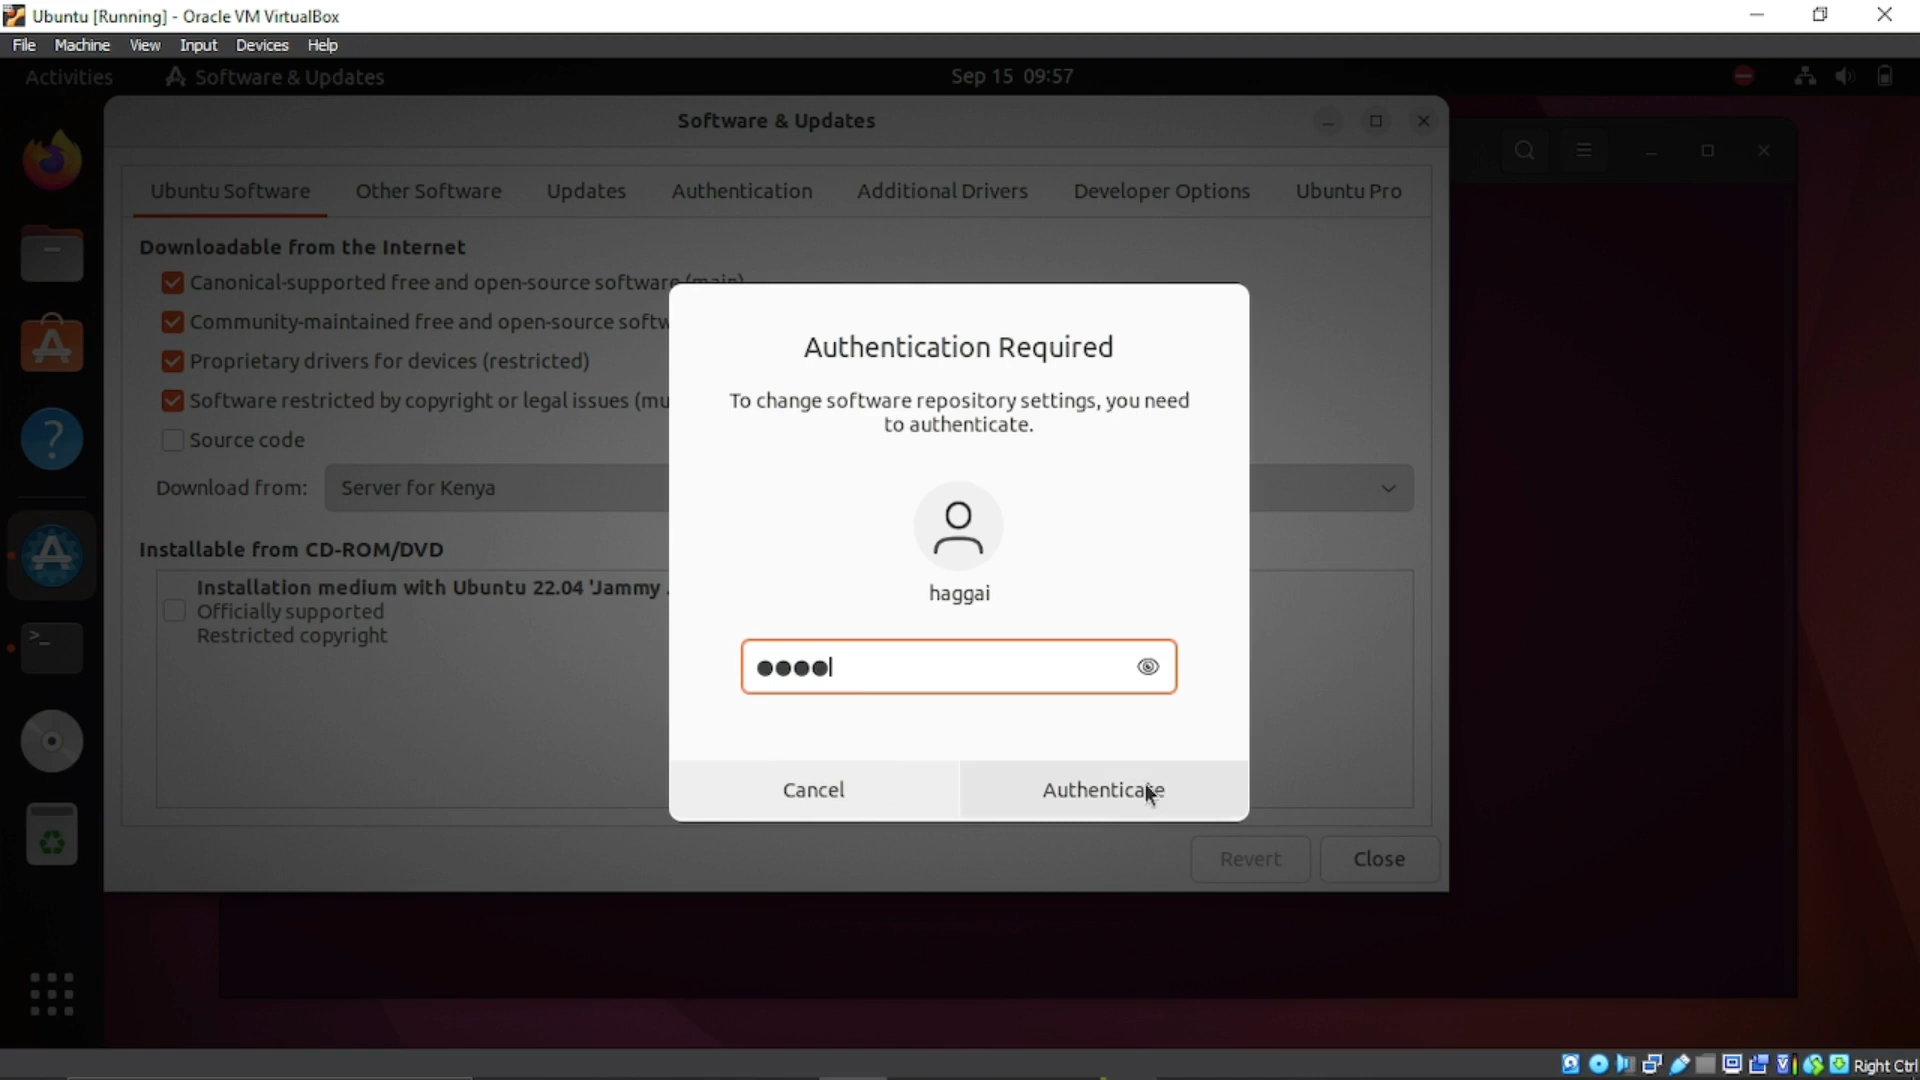 Ubuntu [Running] - Oracle VM VirtualBox
File Machine View Input Devices Help
Activities Software & Updates Sep 15 09:57
Software & Updates
Ubuntu Software Other Software Updates Authentication Additional Drivers Developer Options Ubuntu Pro
Downloadable from the Internet
Canonical-supported free and open-source software (main)
Community-maintained free and open-source softw
Proprietary drivers for devices (restricted)
Software restricted by copyright or legal issues (mu
Source code
Download from: Server for Kenya
Installable from CD-ROM/DVD
Installation medium with Ubuntu 22.04 'Jammy
Officially supported
Restricted copyright
Revert Close
Authentication Required
To change software repository settings, you need
to authenticate.
haggai
Cancel Authenticate
Right Ctrl